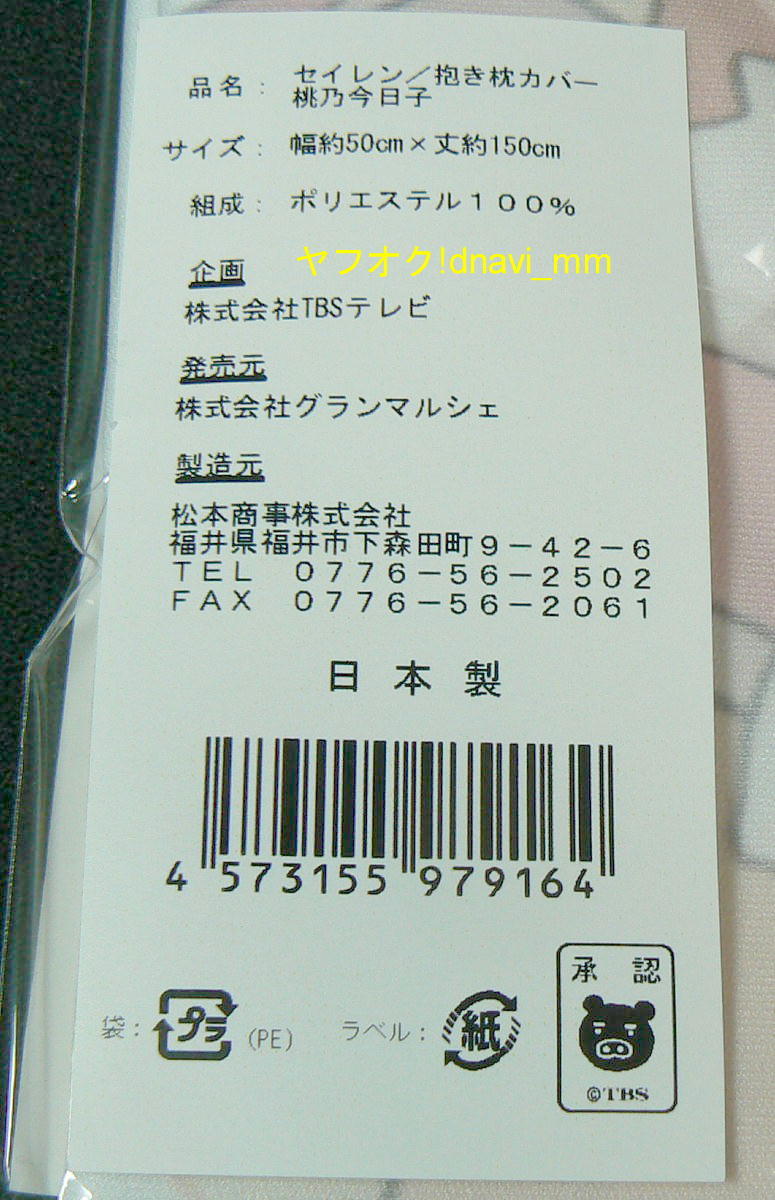 品名： セイレン／抱き枕カバー
桃乃今日子
サイズ： 幅約50cm×丈約150cm
組成： ポリエステル１００％
企画
ヤフオク!dnavi_mm
株式会社TBSテレビ
発売元
株式会社グランマルシェ
製造元
松本商事株式会社
福井県福井市下森田町９－４２－６
ＴＥＬ　０７７６－５６－２５０２
ＦＡＸ　０７７６－５６－２０６１
日本製
4 573155 979164
袋： プラ (PE) ラベル： 紙
承認
©TBS